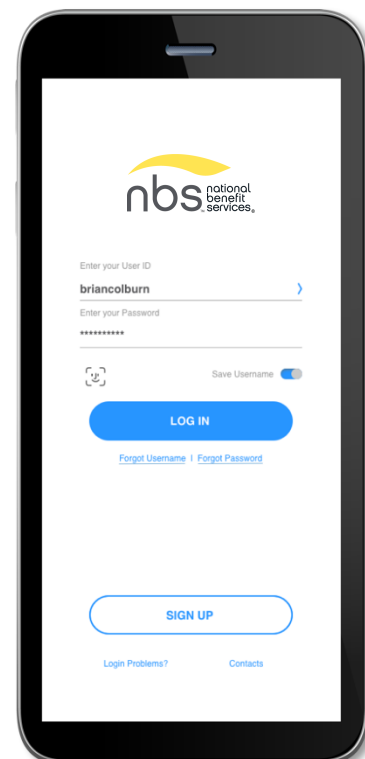 nbs national
benefit
services®
Enter your User ID
briancolburn
Enter your Password
**********
Save Username
LOG IN
Forgot Username | Forgot Password
SIGN UP
Login Problems?
Contacts